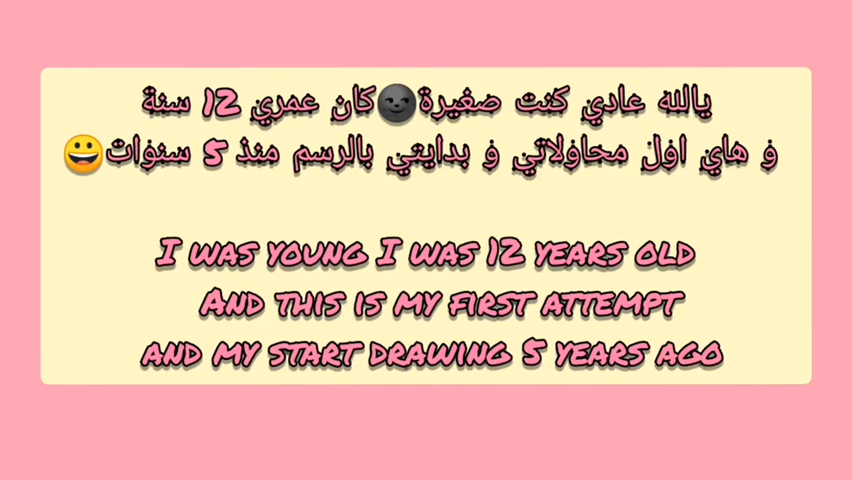 يالله عادي كنت صغيرة🌚كان عمري 12 سنة
و هاي اول محاولاتي و بدايتي بالرسم منذ 5 سنوات😀
I was young I was 12 years old
And this is my first attempt
and my start drawing 5 years ago